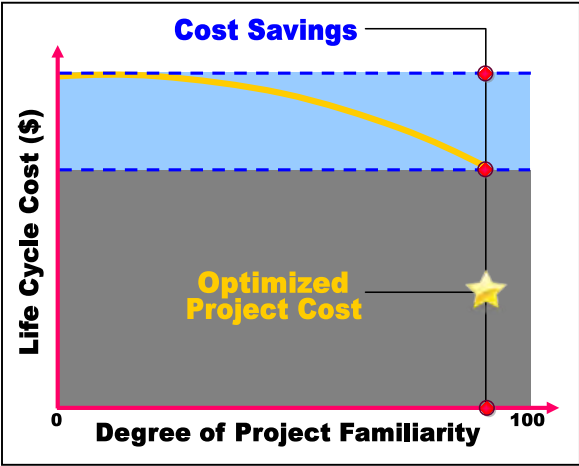 Cost Savings
Life Cycle Cost ($)
Optimized
Project Cost
0
100
Degree of Project Familiarity